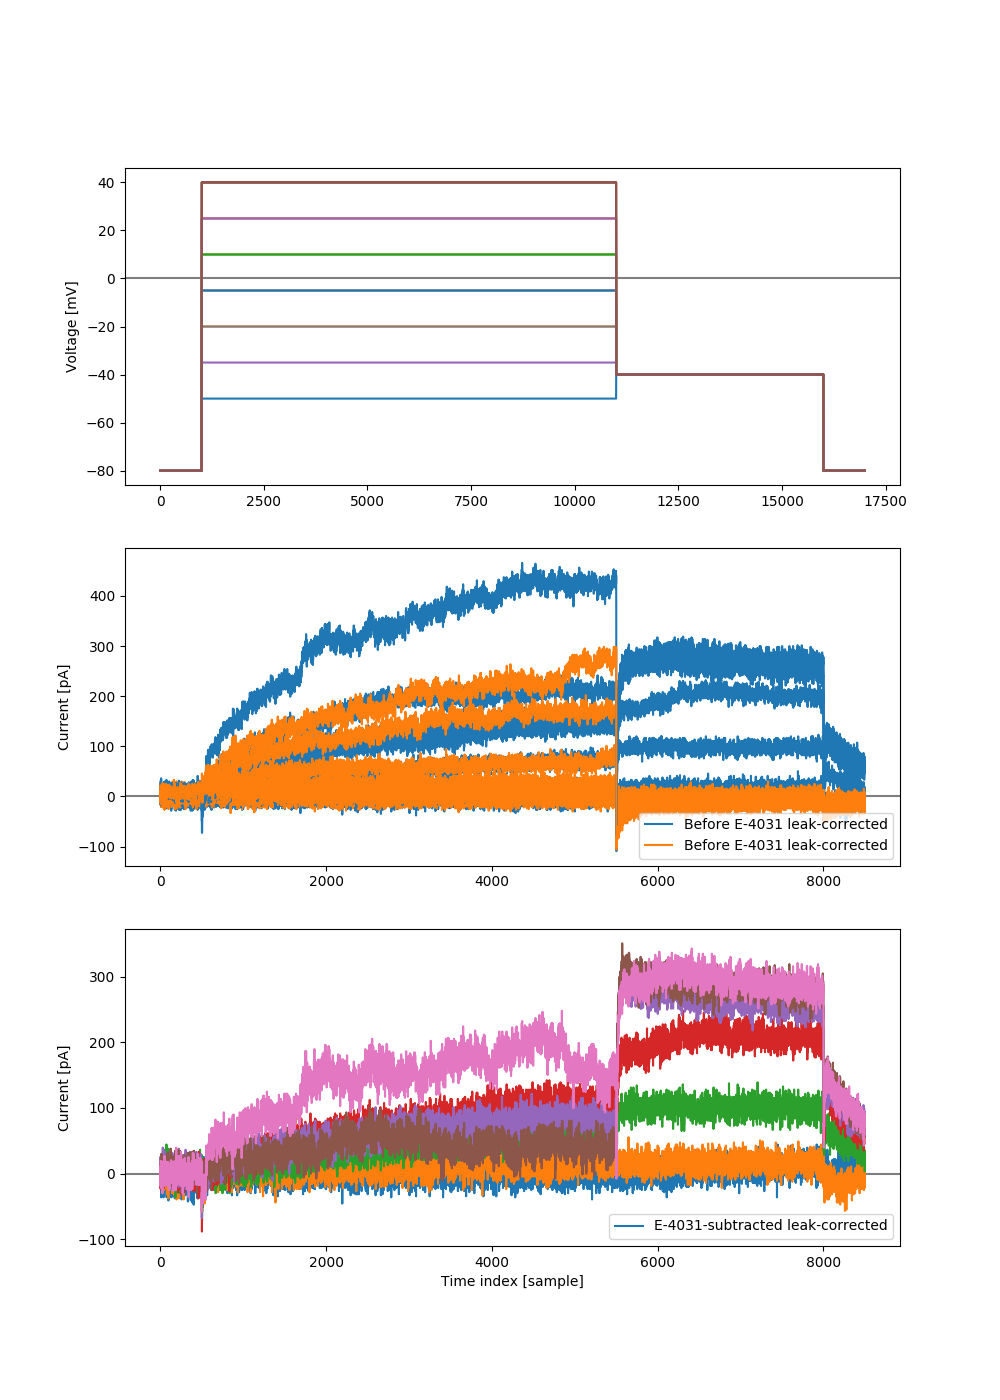 40
20
0
−20
−40
−60
−80
Voltage [mV]
0 2500 5000 7500 10000 12500 15000 17500
400
300
200
100
0
−100
Current [pA]
Before E-4031 leak-corrected
Before E-4031 leak-corrected
0 2000 4000 6000 8000
300
200
100
0
−100
Current [pA]
E-4031-subtracted leak-corrected
0 2000 4000 6000 8000
Time index [sample]